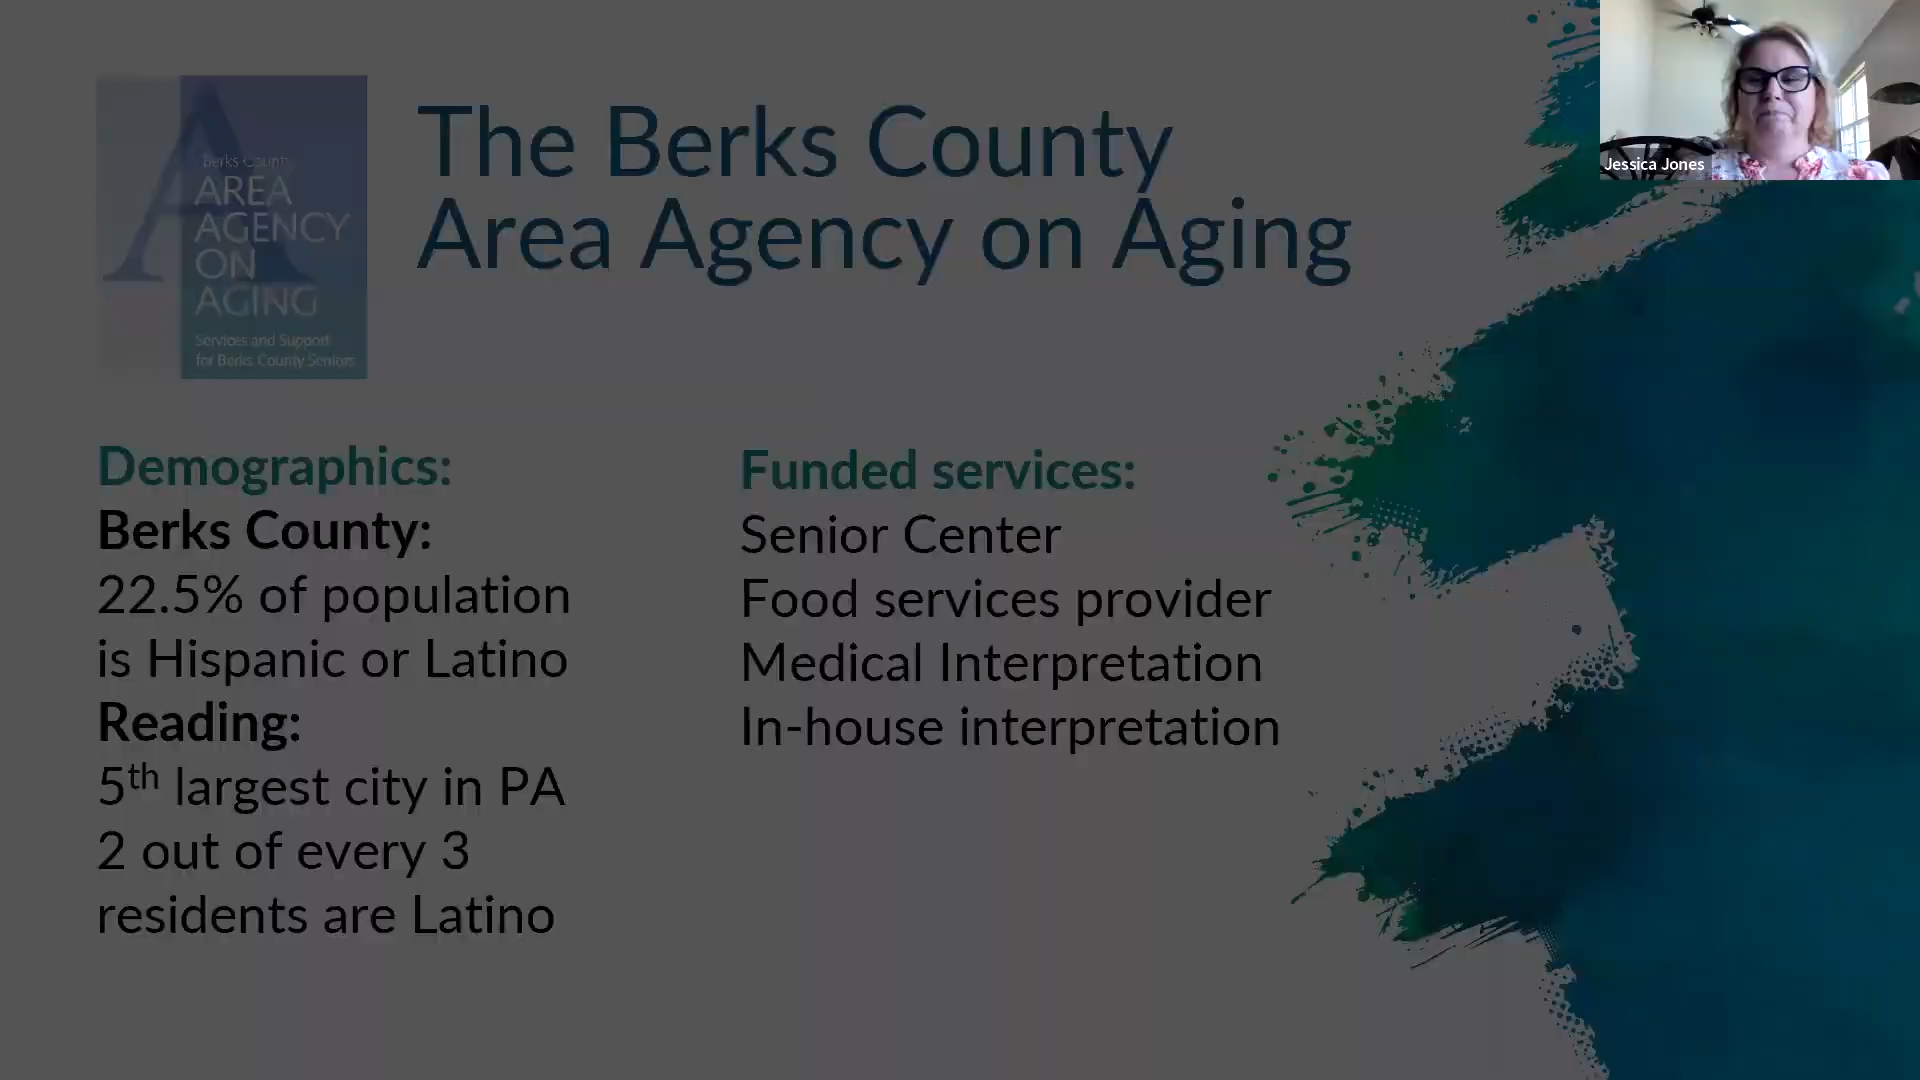 Berks County
AREA
AGENCY
ON
AGING
Services and Support
for Berks County Seniors
The Berks County
Area Agency on Aging
Jessica Jones
Demographics:
Berks County:
22.5% of population
is Hispanic or Latino
Reading:
5th largest city in PA
2 out of every 3
residents are Latino
Funded services:
Senior Center
Food services provider
Medical Interpretation
In-house interpretation